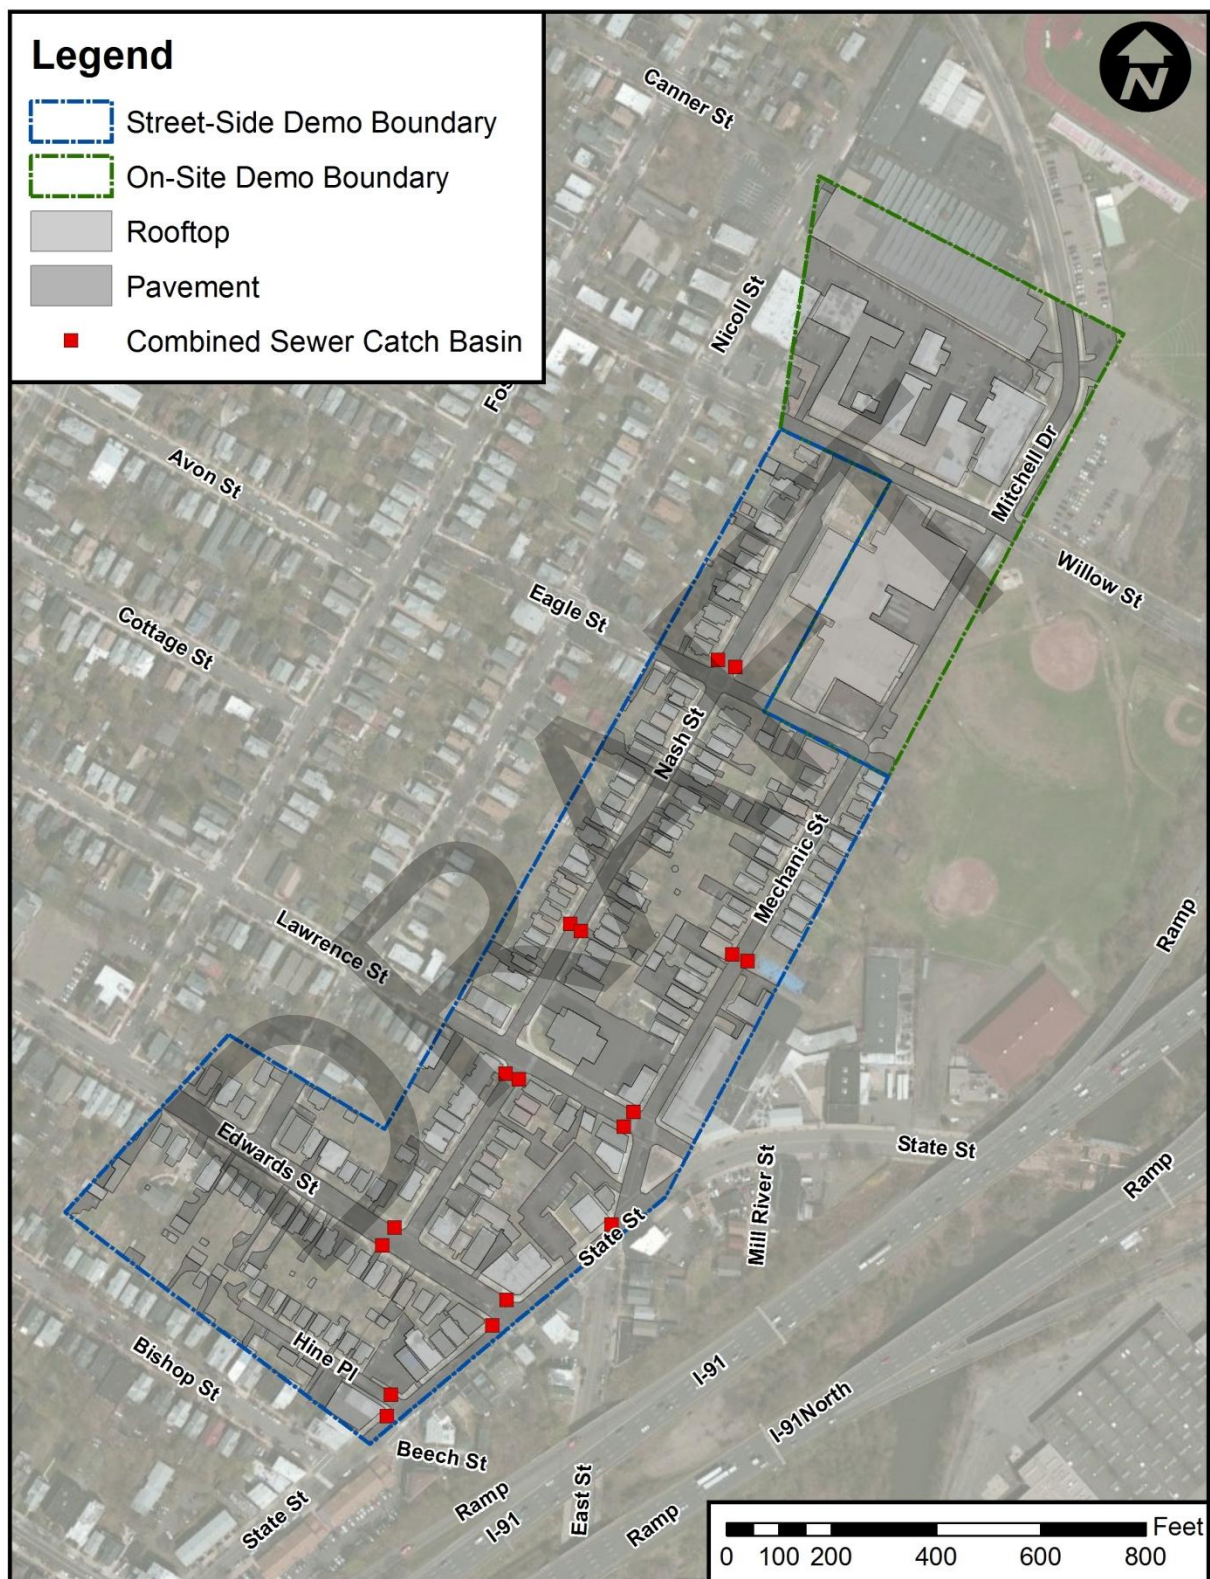 Legend
Street-Side Demo Boundary
On-Site Demo Boundary
Rooftop
Pavement
Combined Sewer Catch Basin
N
Canner St
Nicoll St
Avon St
Mitchell Dr
Willow St
Eagle St
Cottage St
Nash St
Mechanic St
Lawrence St
Ramp
Edwards St
State St
Mill River St
Ramp
State St
Hine Pl
Bishop St
I-91
I-91North
Beech St
State St
Ramp
I-91
East St
Ramp
DRAFT
Feet
0 100 200 400 600 800